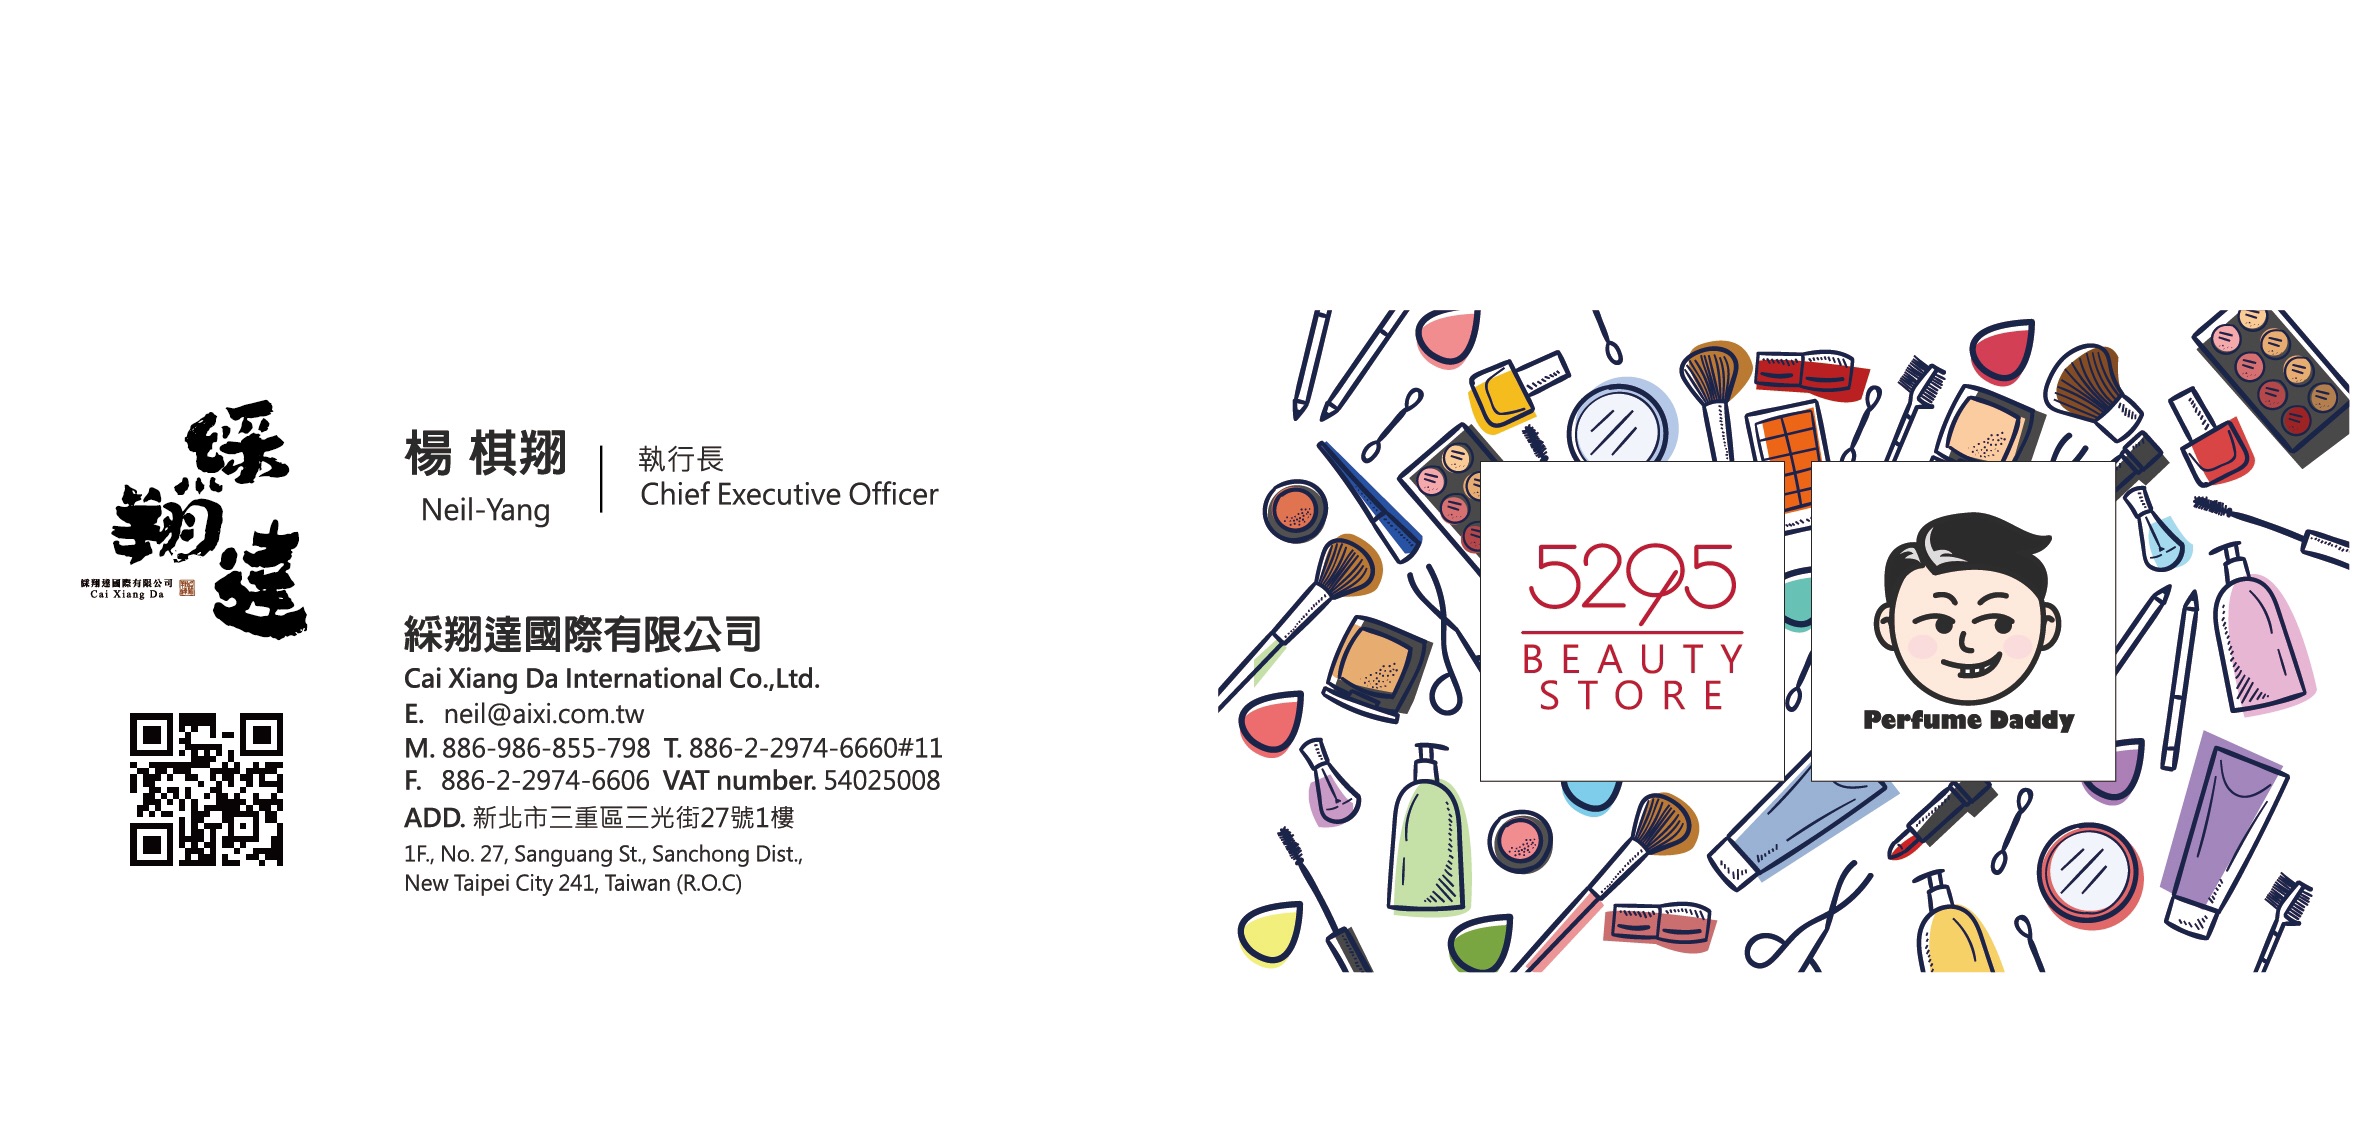 綵
翔
達
綵翔達國際有限公司
Cai Xiang Da
楊 棋翔
Neil-Yang
執行長
Chief Executive Officer
綵翔達國際有限公司
Cai Xiang Da International Co.,Ltd.
E. neil@aixi.com.tw
M. 886-986-855-798 T. 886-2-2974-6660#11
F. 886-2-2974-6606 VAT number. 54025008
ADD. 新北市三重區三光街27號1樓
1F., No. 27, Sanguang St., Sanchong Dist.,
New Taipei City 241, Taiwan (R.O.C)
5295
BEAUTY
STORE
Perfume Daddy